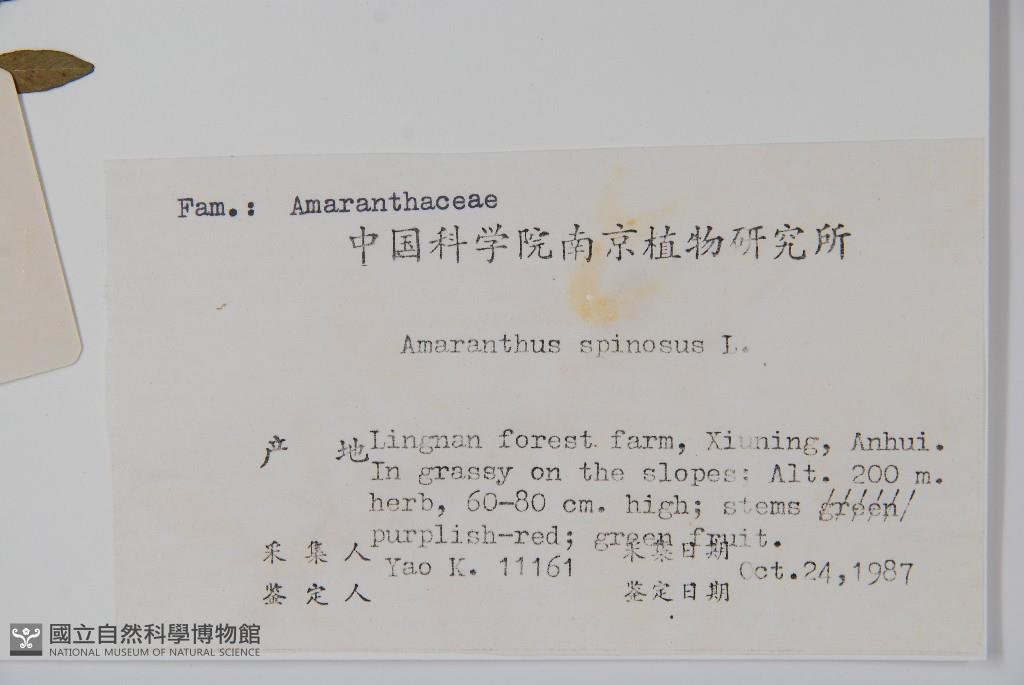 Fam.: Amaranthaceae
中国科学院南京植物研究所
Amaranthus spinosus L.
产 地 Lingnan forest farm, Xiuning, Anhui.
In grassy on the slopes; Alt. 200 m.
herb, 60-80 cm. high; stems green
purplish-red; green fruit.
采集人 Yao K. 11161 采集日期 Oct.24,1987
鉴定人 鉴定日期
國立自然科學博物館
NATIONAL MUSEUM OF NATURAL SCIENCE